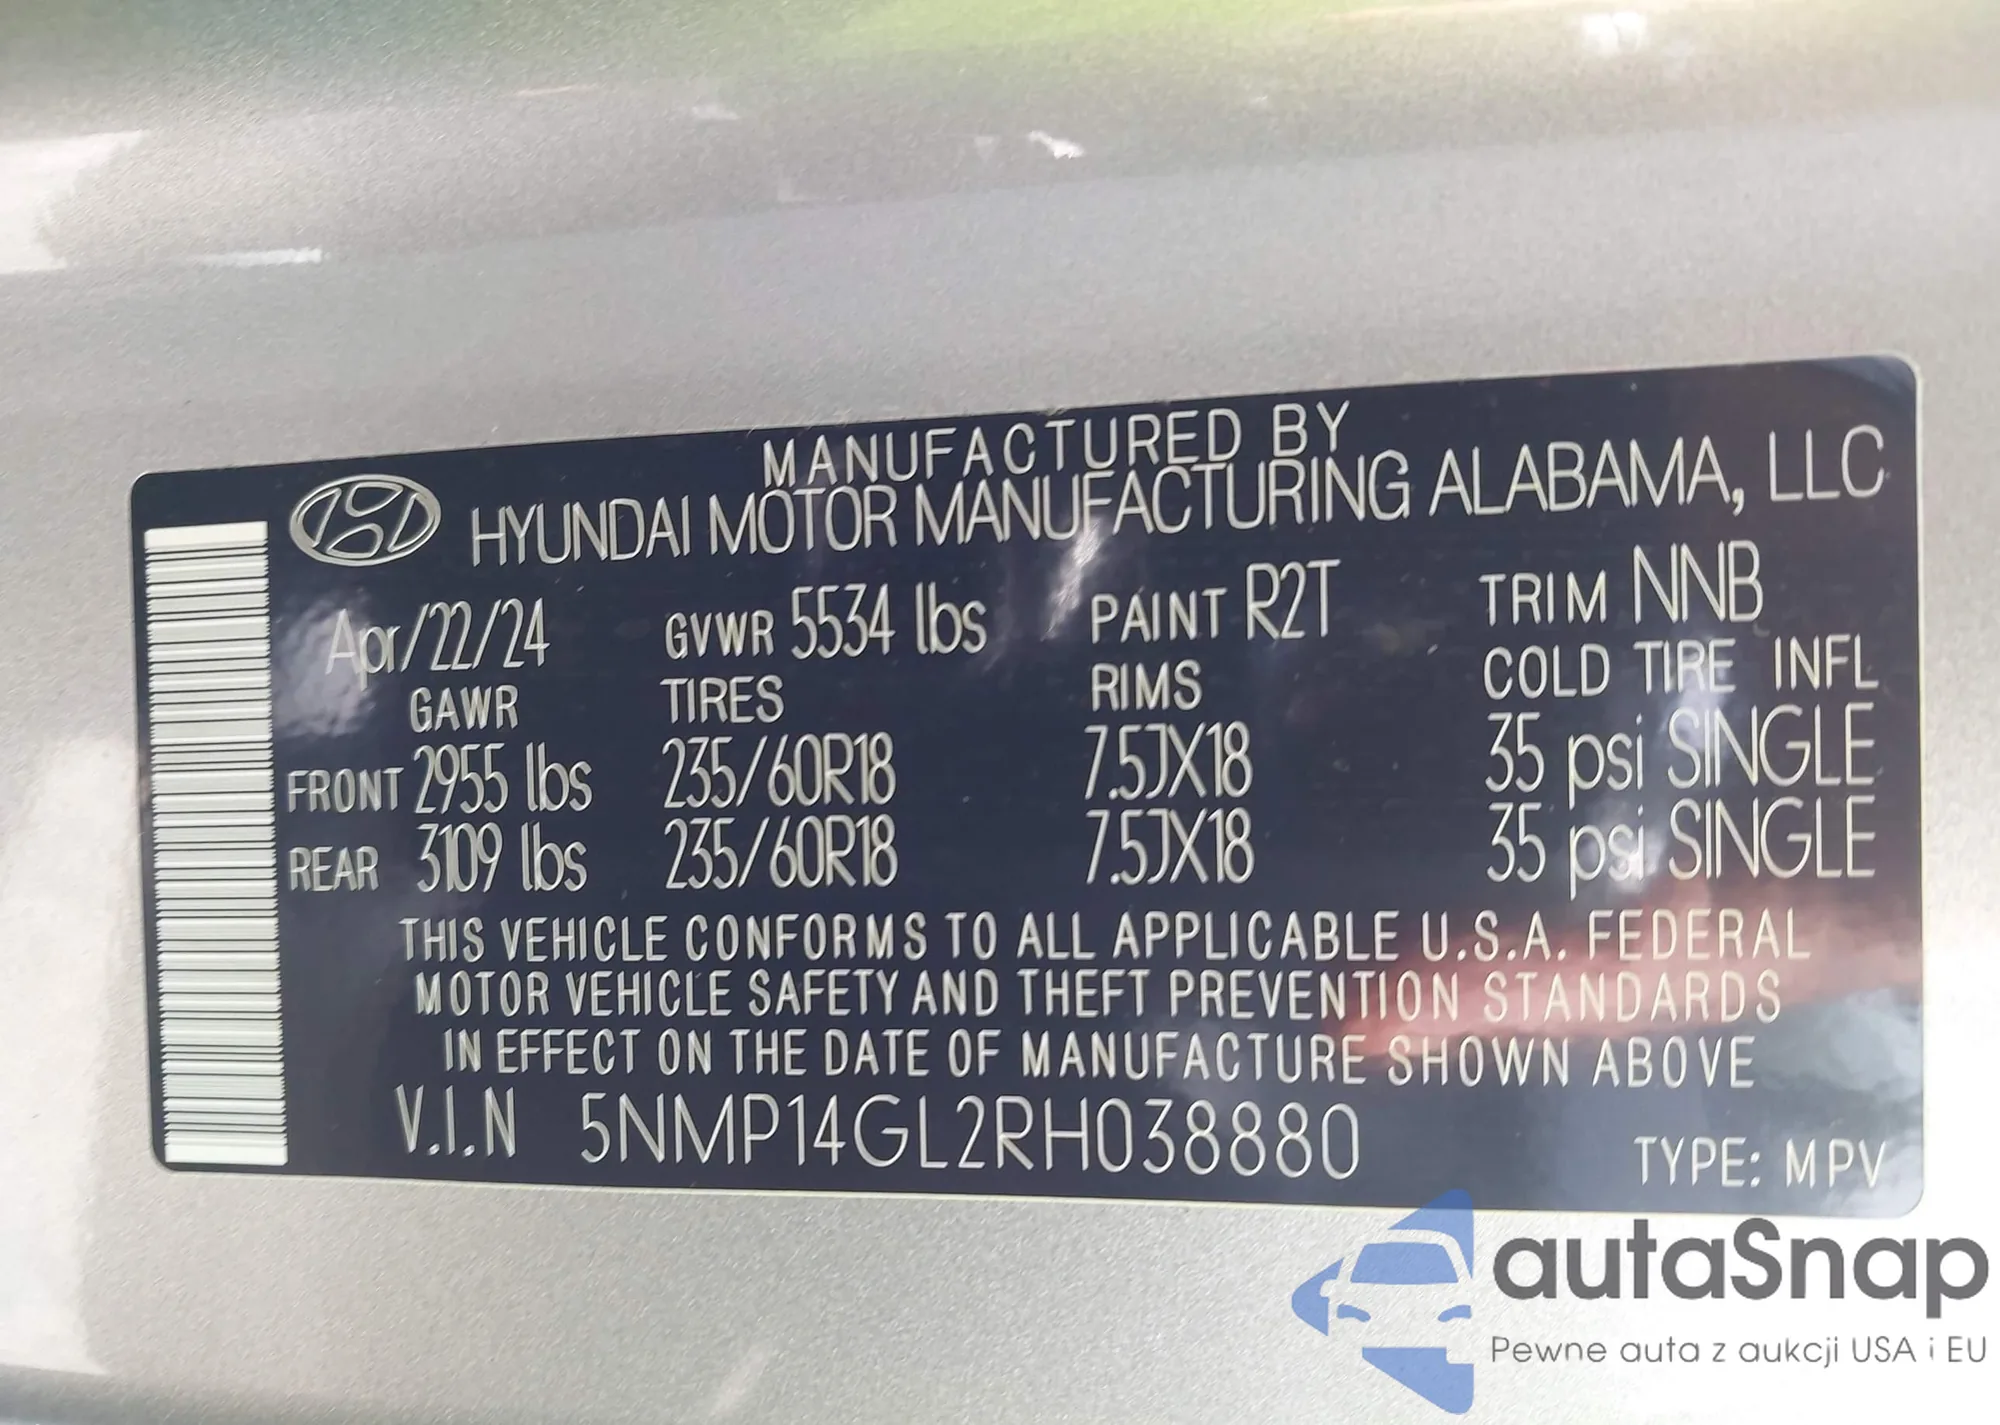 MANUFACTURED BY
HYUNDAI MOTOR MANUFACTURING ALABAMA, LLC
Apr/22/24 GVWR 5534 lbs PAINT R2T TRIM NNB
GAWR TIRES RIMS COLD TIRE INFL
FRONT 2955 lbs 235/60R18 7.5JX18 35 psi SINGLE
REAR 3109 lbs 235/60R18 7.5JX18 35 psi SINGLE
THIS VEHICLE CONFORMS TO ALL APPLICABLE U.S.A. FEDERAL
MOTOR VEHICLE SAFETY AND THEFT PREVENTION STANDARDS
IN EFFECT ON THE DATE OF MANUFACTURE SHOWN ABOVE
V.I.N 5NMP14GL2RH038880 TYPE: MPV
autaSnap
Pewne auta z aukcji USA i EU